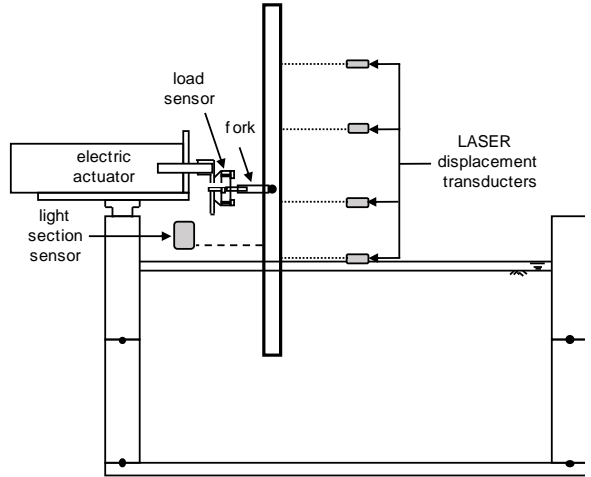 load
sensor
fork
electric
actuator
LASER
displacement
transducters
light
section
sensor